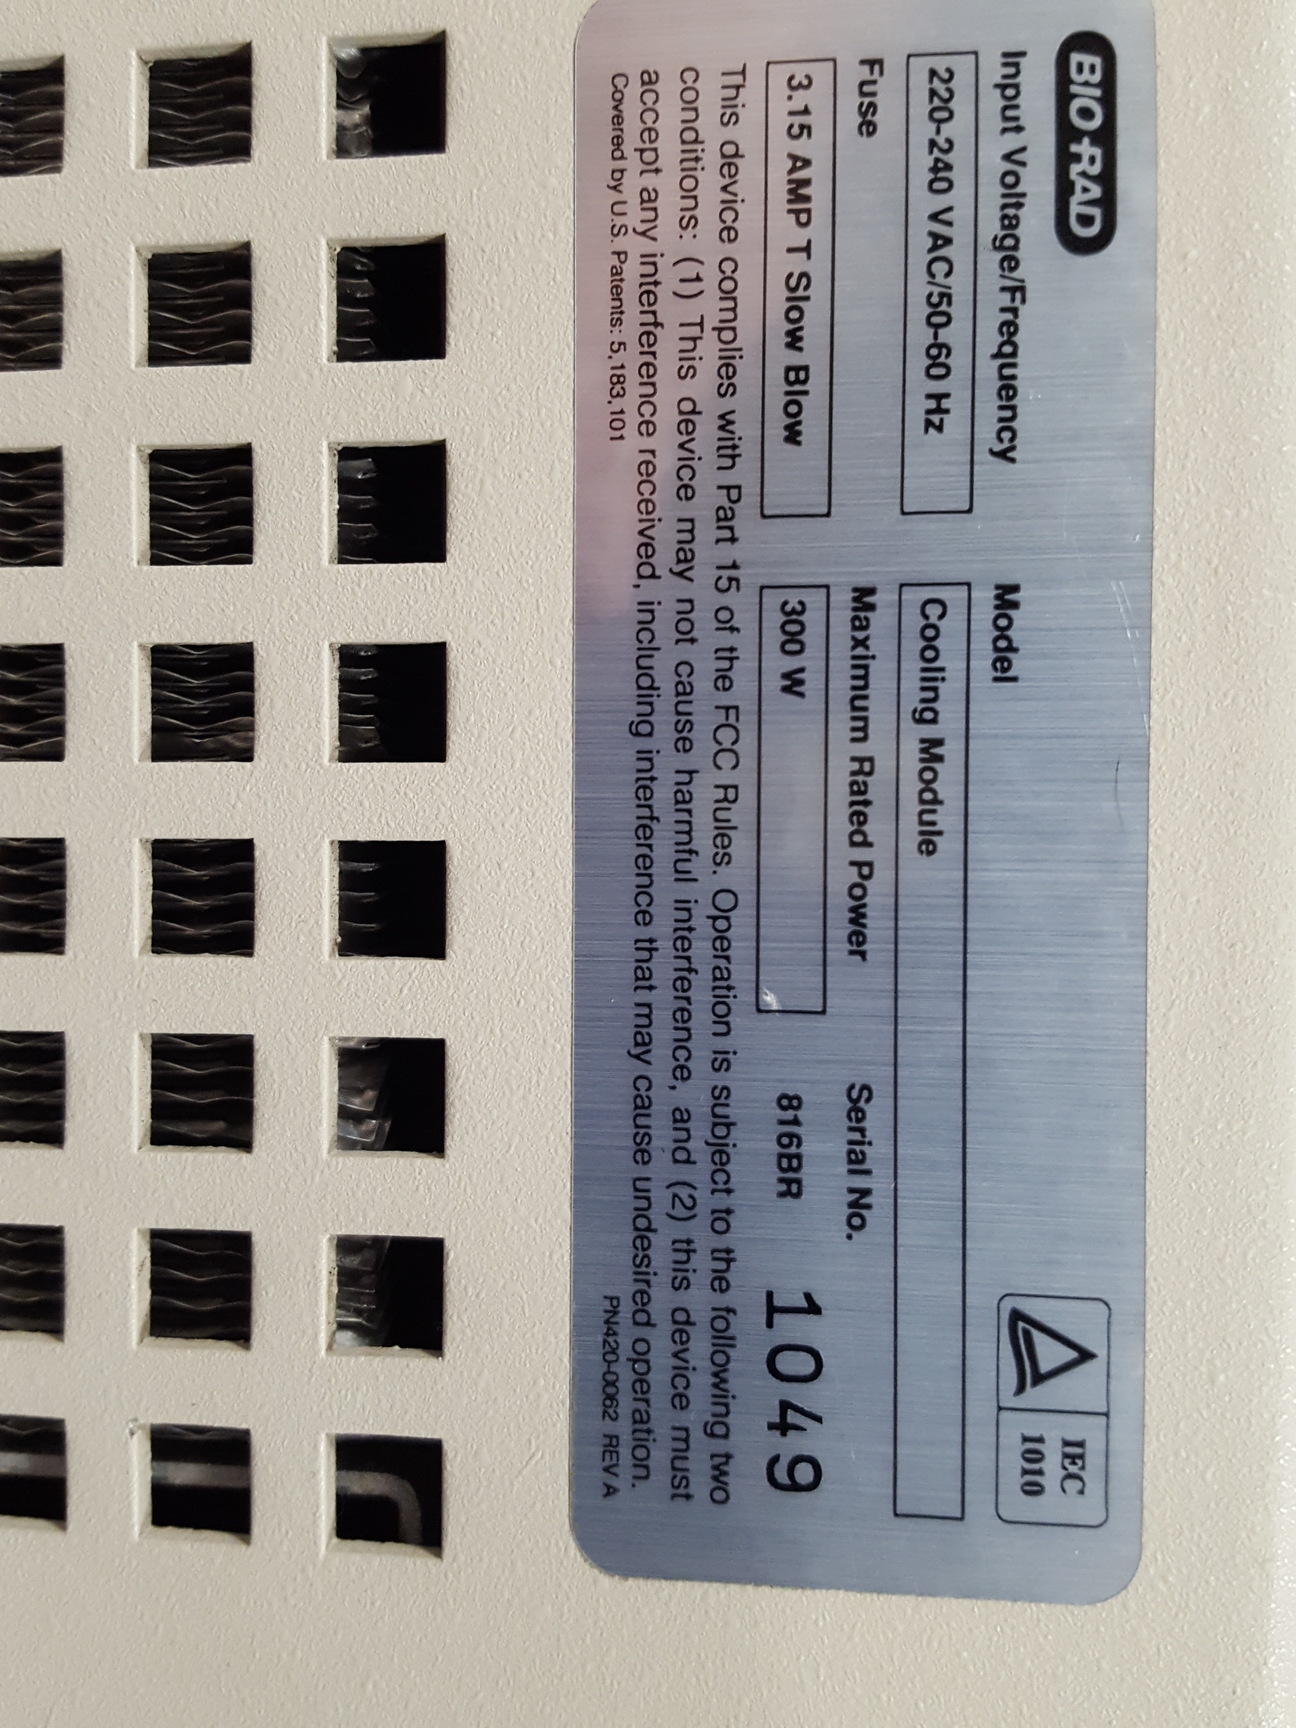 BIO-RAD
IEC
1010
Input Voltage/Frequency
Model
220-240 VAC/50-60 Hz
Cooling Module
Fuse
Maximum Rated Power
Serial No.
3.15 AMP T Slow Blow
300 W
816BR 1049
This device complies with Part 15 of the FCC Rules. Operation is subject to the following two
conditions: (1) This device may not cause harmful interference, and (2) this device must
accept any interference received, including interference that may cause undesired operation.
Covered by U.S. Patents: 5,183,101
PN420-0062 REV A